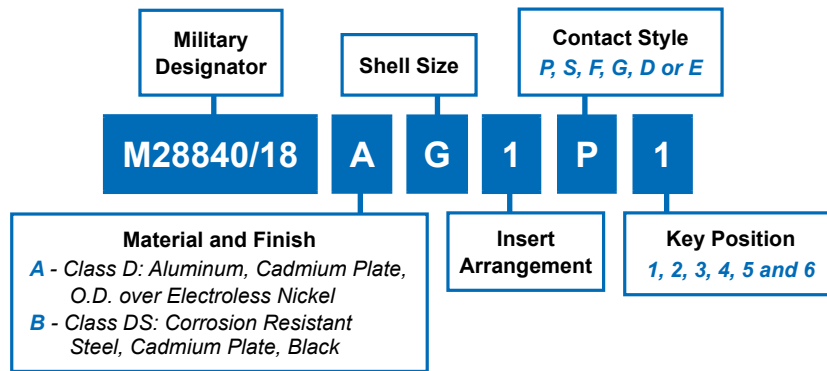 Military
Designator
Shell Size
Contact Style
P, S, F, G, D or E
M28840/18 A G 1 P 1
Material and Finish
A - Class D: Aluminum, Cadmium Plate,
O.D. over Electroless Nickel
B - Class DS: Corrosion Resistant
Steel, Cadmium Plate, Black
Insert
Arrangement
Key Position
1, 2, 3, 4, 5 and 6